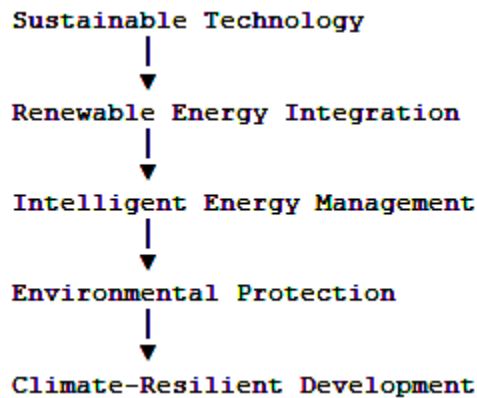 Sustainable Technology
Renewable Energy Integration
Intelligent Energy Management
Environmental Protection
Climate-Resilient Development